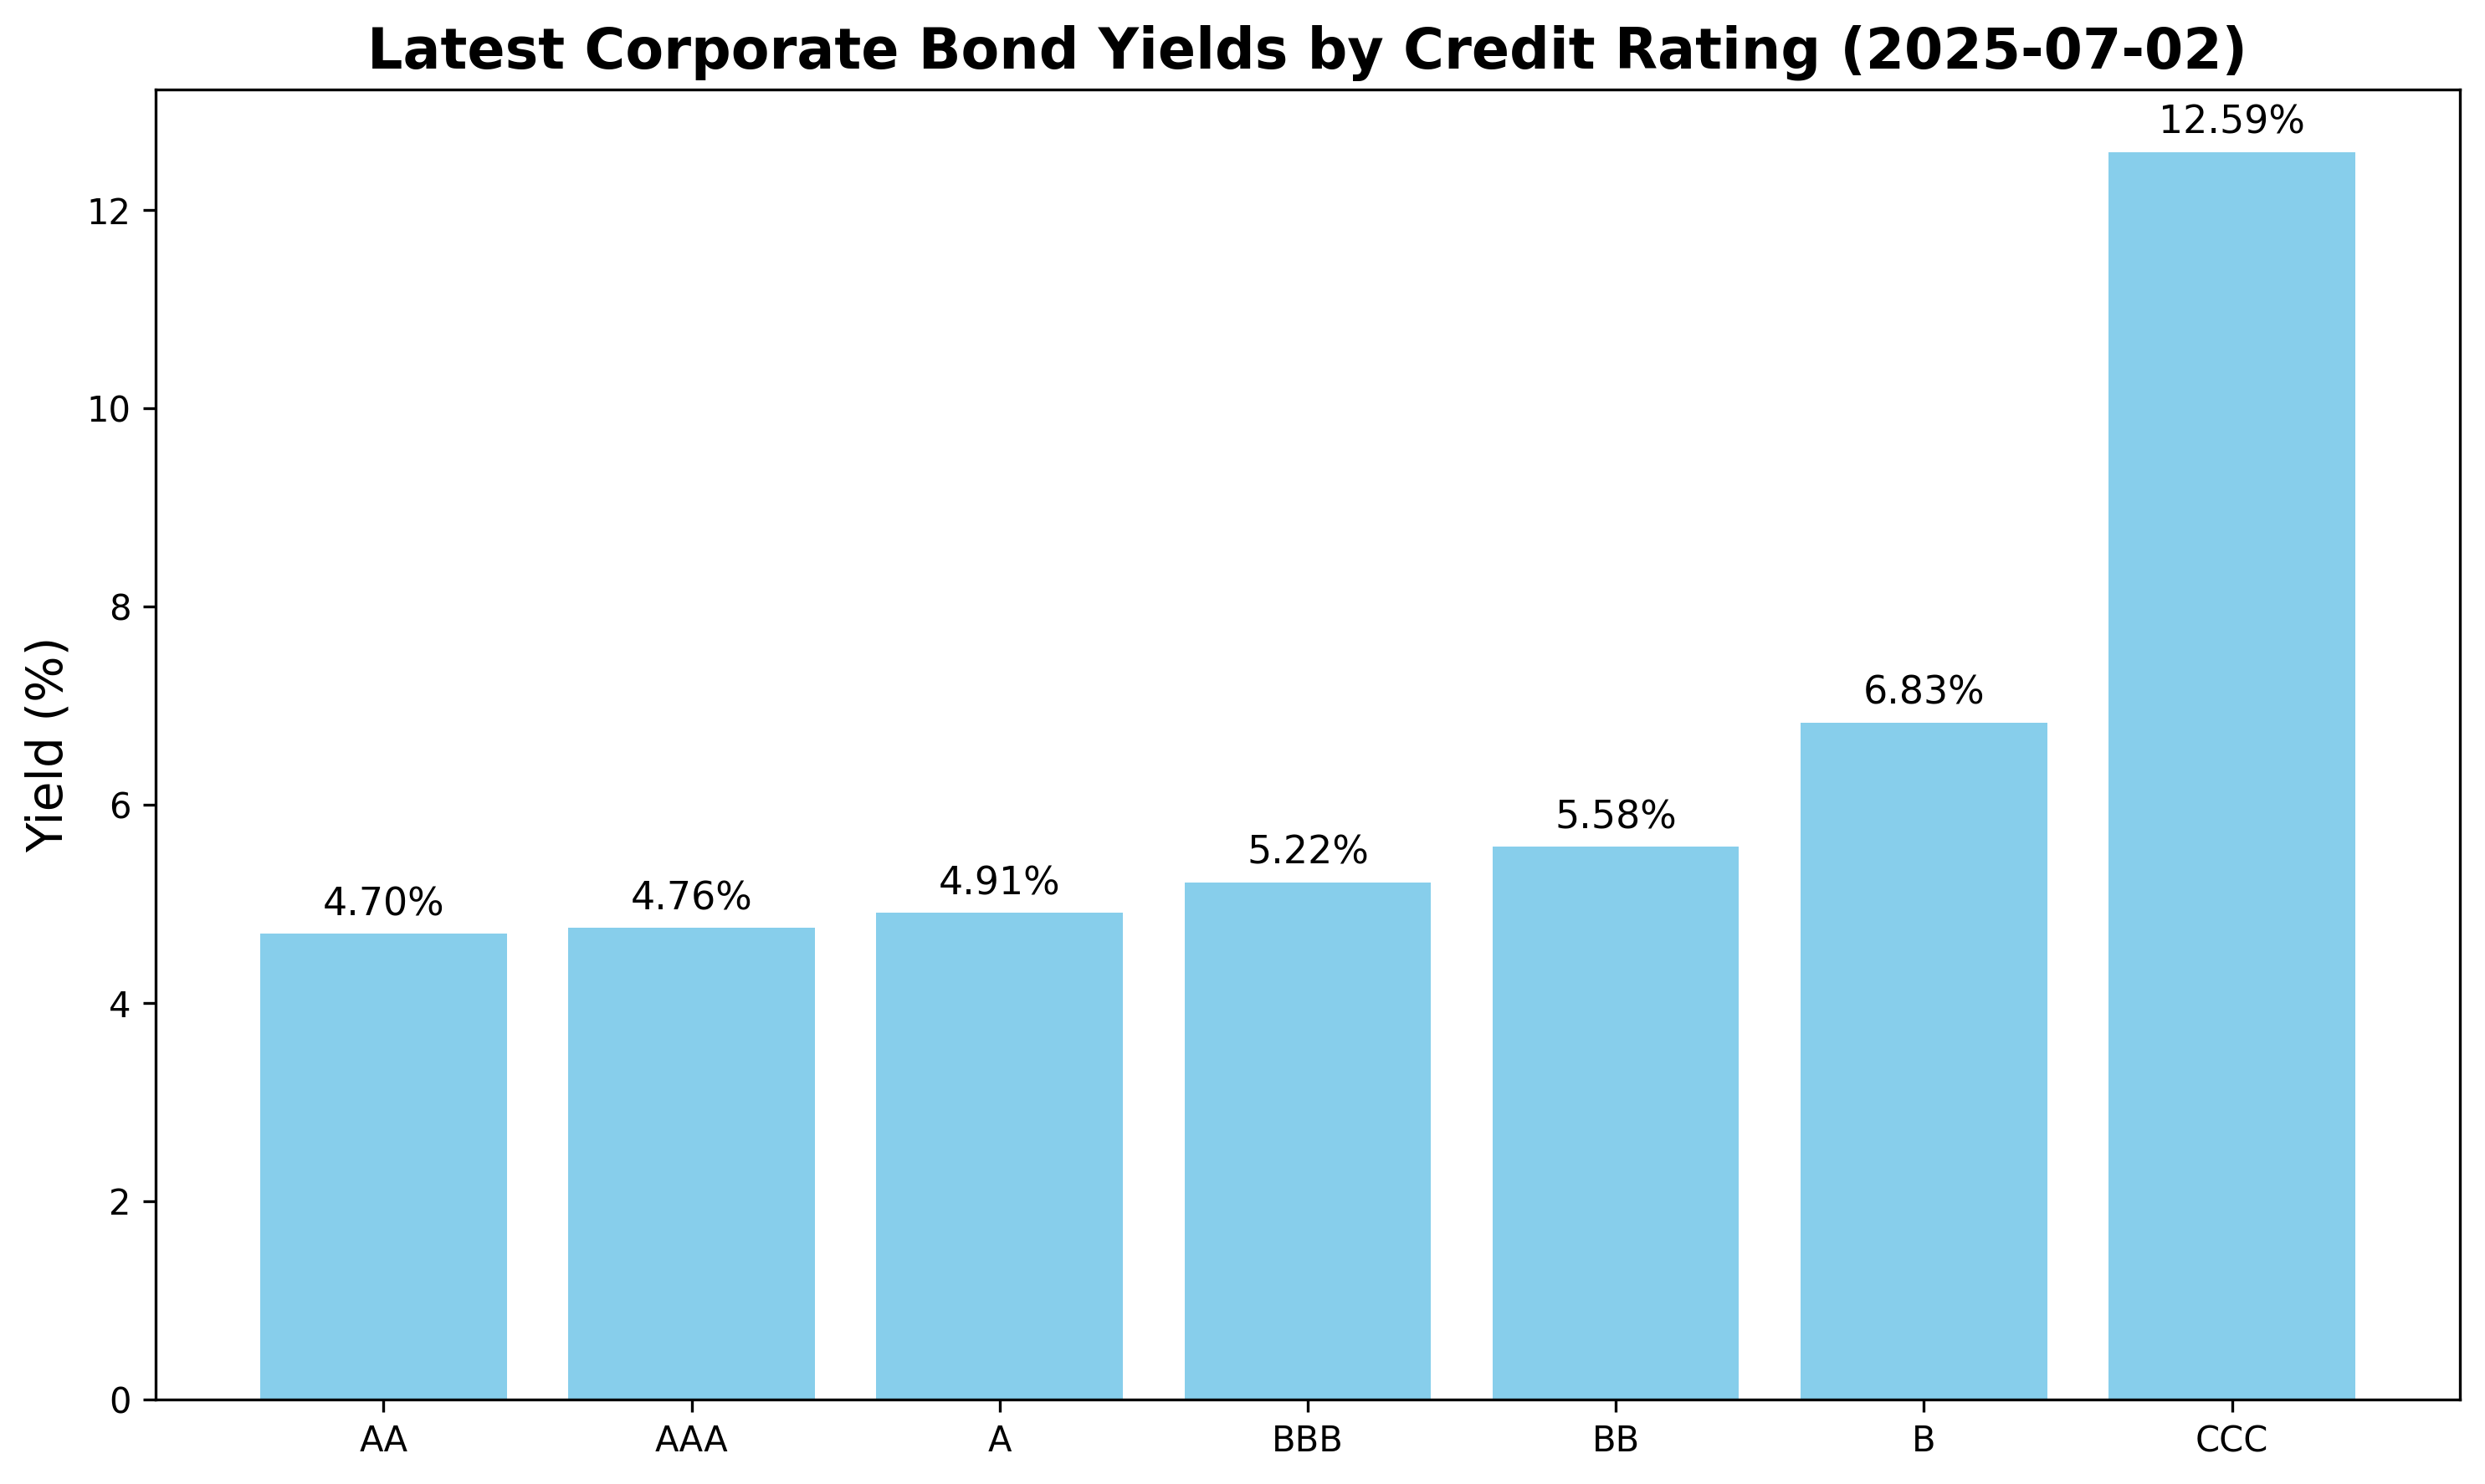 Latest Corporate Bond Yields by Credit Rating (2025-07-02)
Yield (%)
12
10
8
6
4
2
0
4.70%
4.76%
4.91%
5.22%
5.58%
6.83%
12.59%
AA
AAA
A
BBB
BB
B
CCC